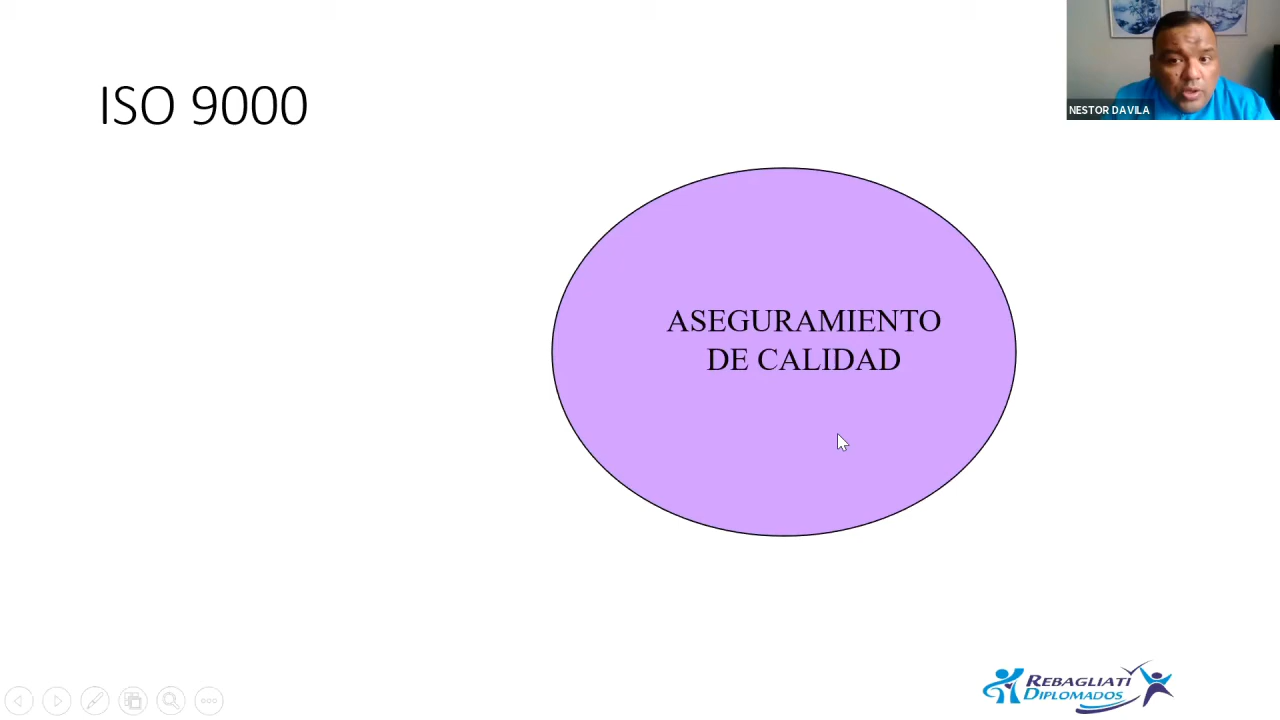 ISO 9000
NESTOR DAVILA
ASEGURAMIENTO
DE CALIDAD
REBAGLIATI
DIPLOMADOS